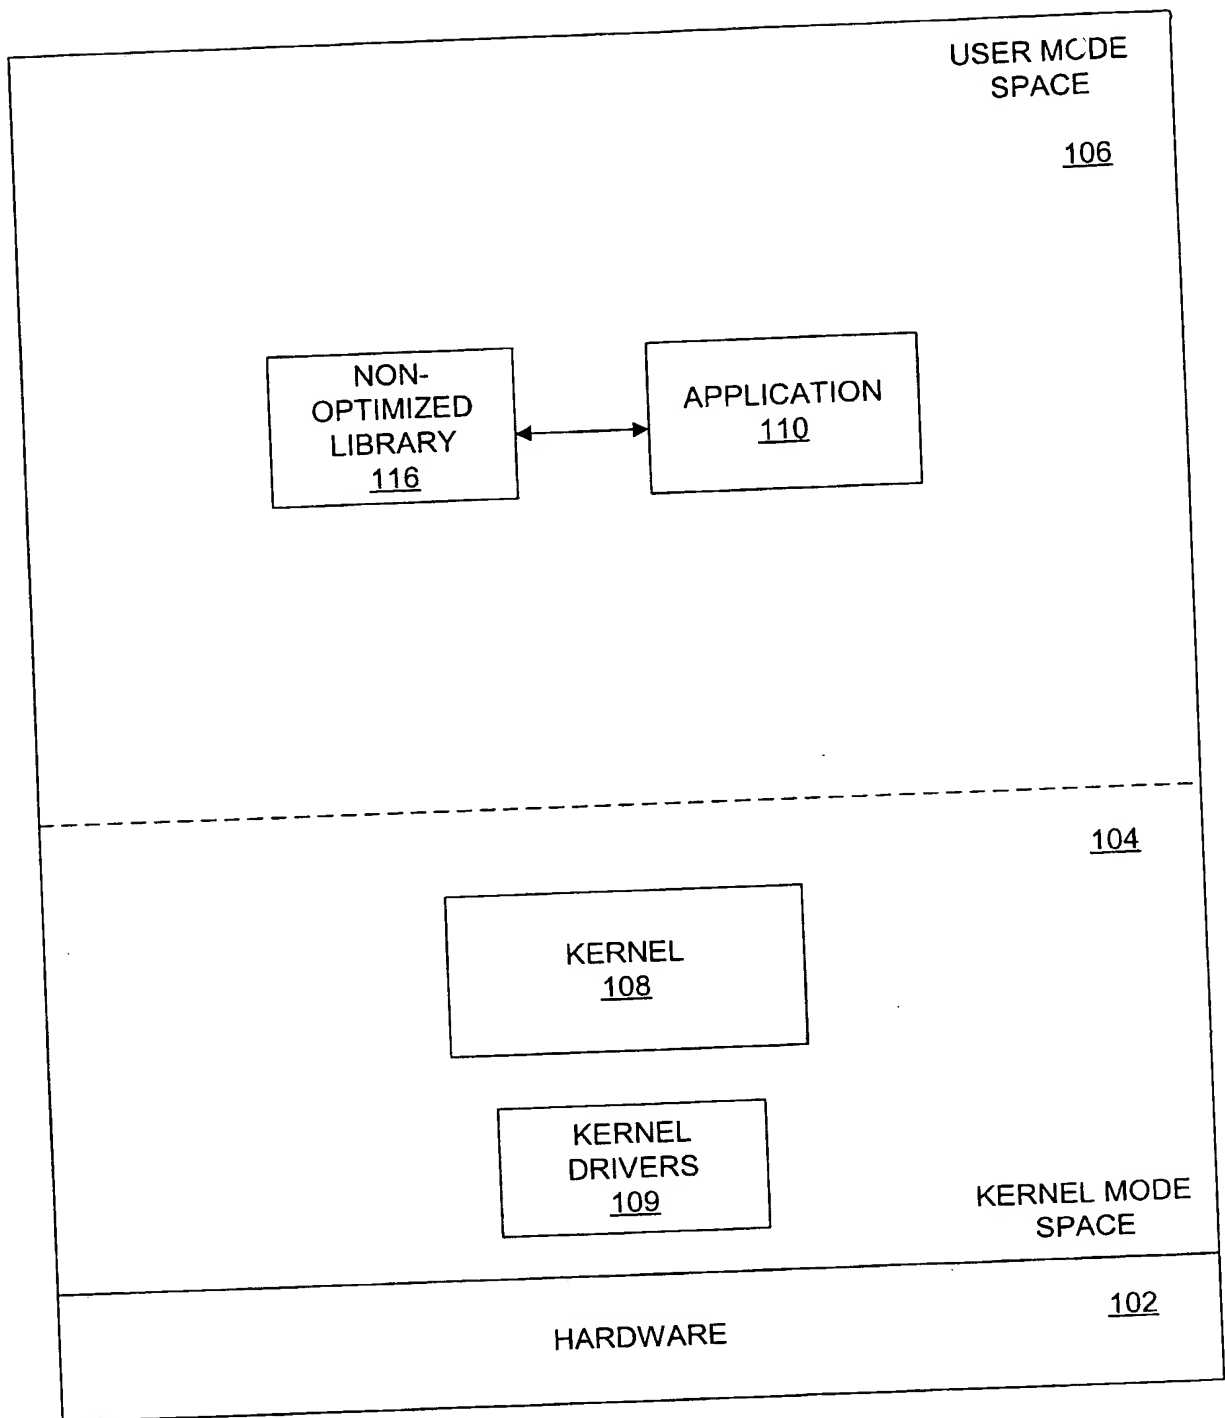 USER MODE
SPACE
106
NON-
OPTIMIZED
LIBRARY
116
APPLICATION
110
104
KERNEL
108
KERNEL
DRIVERS
109
KERNEL MODE
SPACE
102
HARDWARE